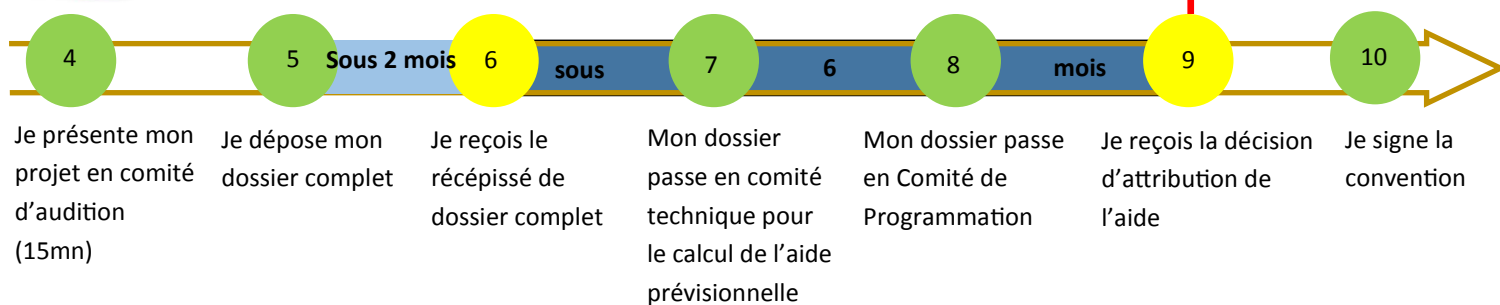 4
5
Sous 2 mois
6
sous
7
6
8
mois
9
10
Je présente mon
projet en comité
d’audition
(15mn)
Je dépose mon
dossier complet
Je reçois le
récépissé de
dossier complet
Mon dossier
passe en comité
technique pour
le calcul de l’aide
prévisionnelle
Mon dossier passe
en Comité de
Programmation
Je reçois la décision
d’attribution de
l’aide
Je signe la
convention